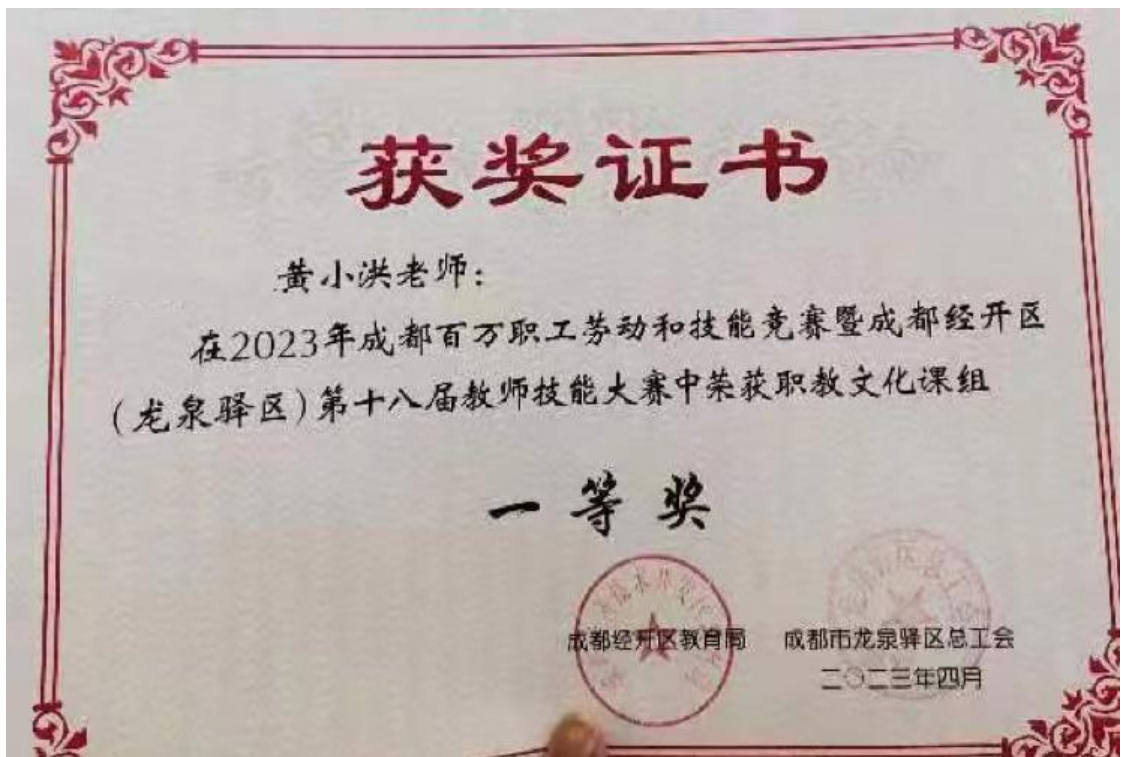 获奖证书
黄小洪老师:
在2023年成都百万职工劳动和技能竞赛暨成都经开区
(龙泉驿区)第十八届教师技能大赛中荣获职教文化课组
一等奖
成都经开区教育局 成都市龙泉驿区总工会
二〇二三年四月